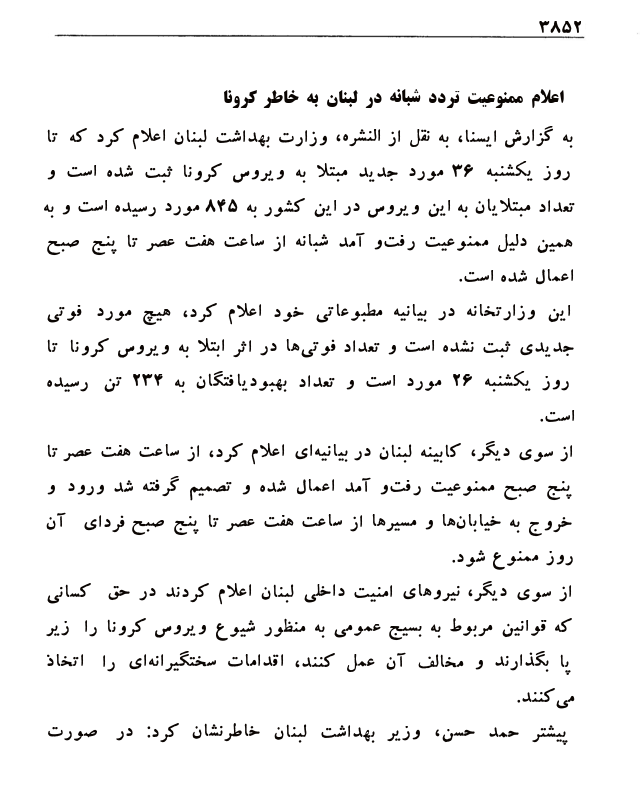 ۳۸۵۲
اعلام ممنوعیت تردد شبانه در لبنان به خاطر کرونا
به گزارش ایسنا، به نقل از النشره، وزارت بهداشت لبنان اعلام کرد که تا
روز یکشنبه ۳۶ مورد جدید مبتلا به ویروس کرونا ثبت شده است و
تعداد مبتلایان به این ویروس در این کشور به ۸۴۵ مورد رسیده است و به
همین دلیل ممنوعیت رفت‌و آمد شبانه از ساعت هفت عصر تا پنج صبح
اعمال شده است.
این وزارتخانه در بیانیه مطبوعاتی خود اعلام کرد، هیچ مورد فوتی
جدیدی ثبت نشده است و تعداد فوتی‌ها در اثر ابتلا به ویروس کرونا تا
روز یکشنبه ۲۶ مورد است و تعداد بهبودیافتگان به ۲۳۴ تن رسیده
است.
از سوی دیگر، کابینه لبنان در بیانیه‌ای اعلام کرد، از ساعت هفت عصر تا
پنج صبح ممنوعیت رفت‌و آمد اعمال شده و تصمیم گرفته شد ورود و
خروج به خیابان‌ها و مسیرها از ساعت هفت عصر تا پنج صبح فردای آن
روز ممنوع شود.
از سوی دیگر، نیروهای امنیت داخلی لبنان اعلام کردند در حق کسانی
که قوانین مربوط به بسیج عمومی به منظور شیوع ویروس کرونا را زیر
پا بگذارند و مخالف آن عمل کنند، اقدامات سختگیرانه‌ای را اتخاذ
می‌کنند.
پیشتر حمد حسن، وزیر بهداشت لبنان خاطرنشان کرد: در صورت